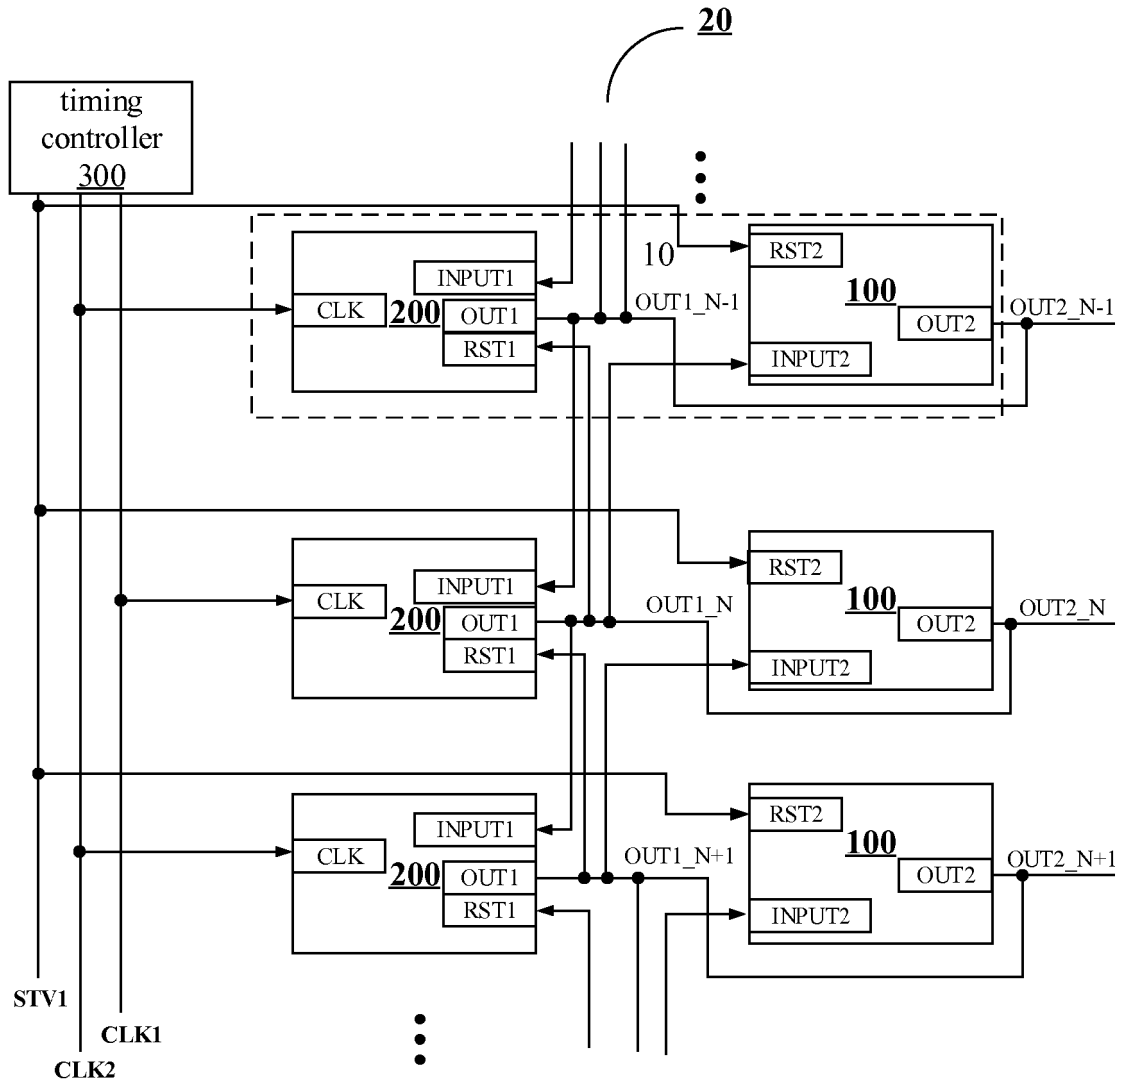 20
timing
controller
300
10
INPUT1
CLK
200
OUT1
RST1
OUT1_N-1
RST2
100
OUT2
INPUT2
OUT2_N-1
INPUT1
CLK
200
OUT1
RST1
OUT1_N
RST2
100
OUT2
INPUT2
OUT2_N
INPUT1
CLK
200
OUT1
RST1
OUT1_N+1
RST2
100
OUT2
INPUT2
OUT2_N+1
STV1
CLK1
CLK2